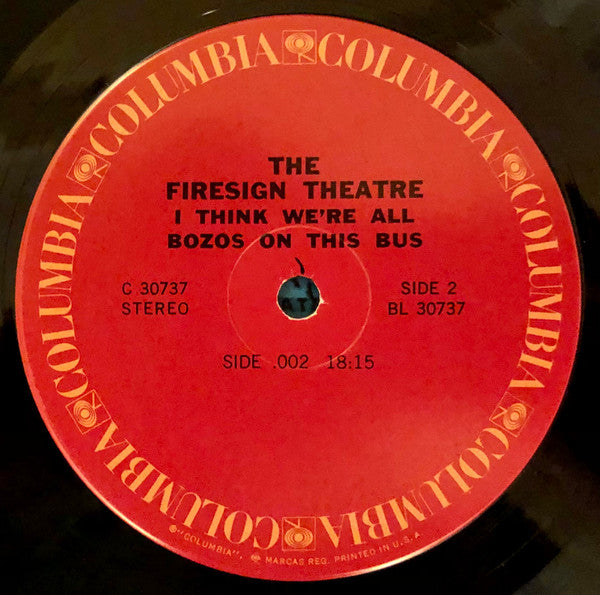 COLUMBIA COLUMBIA COLUMBIA COLUMBIA COLUMBIA COLUMBIA
THE
FIRESIGN THEATRE
I THINK WE'RE ALL
BOZOS ON THIS BUS
C 30737
STEREO
SIDE 2
BL 30737
SIDE .002 18:15
®"COLUMBIA", MARCAS REG. PRINTED IN U.S.A.